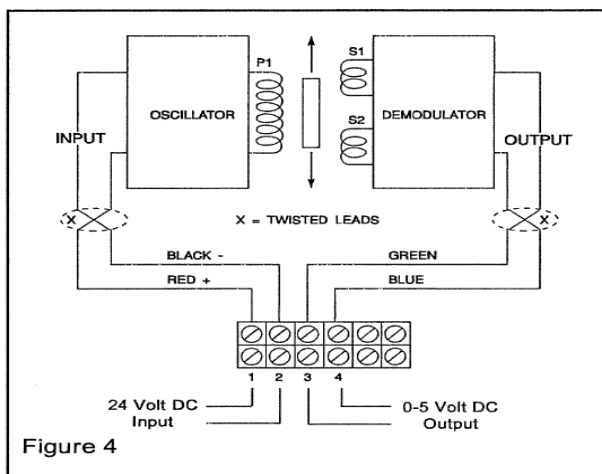 P1
S1
OSCILLATOR
S2
DEMODULATOR
INPUT
OUTPUT
X
X = TWISTED LEADS
X
BLACK -
GREEN
RED +
BLUE
1 2 3 4
24 Volt DC
Input
0-5 Volt DC
Output
Figure 4